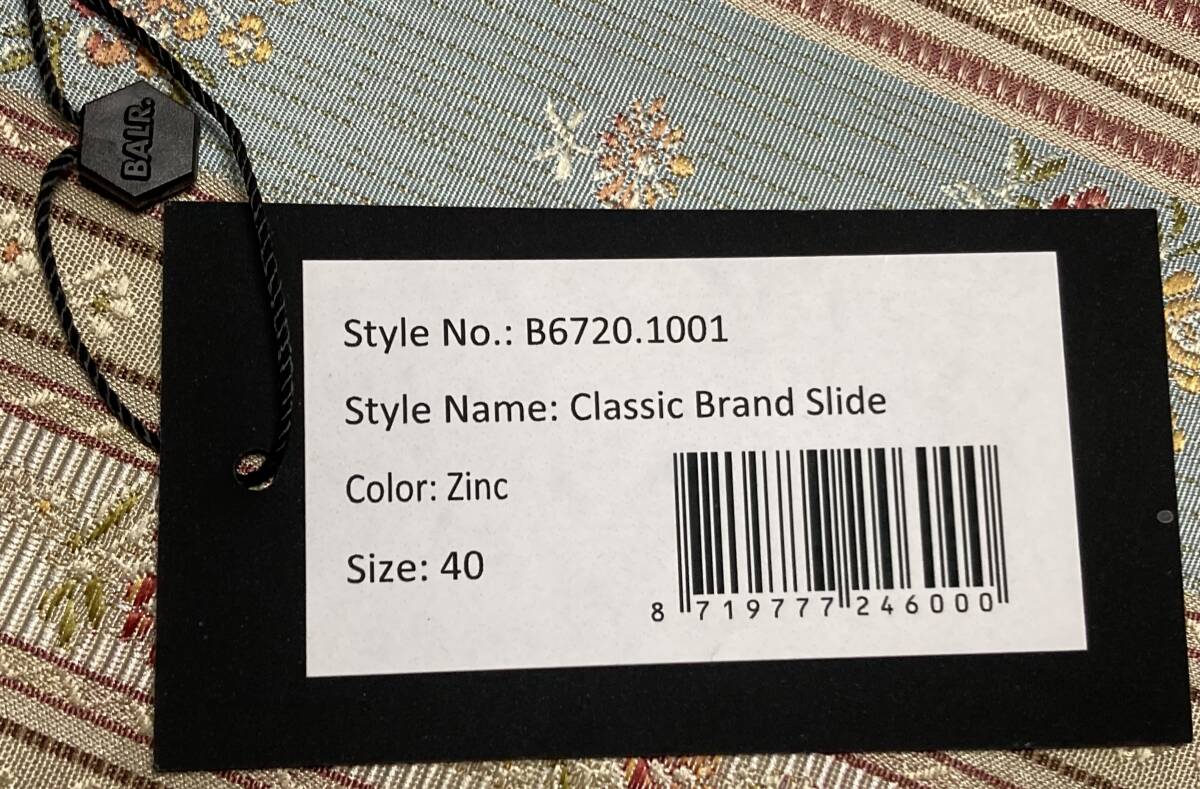 BALR.
Style No.: B6720.1001
Style Name: Classic Brand Slide
Color: Zinc
Size: 40
8 719777 246000